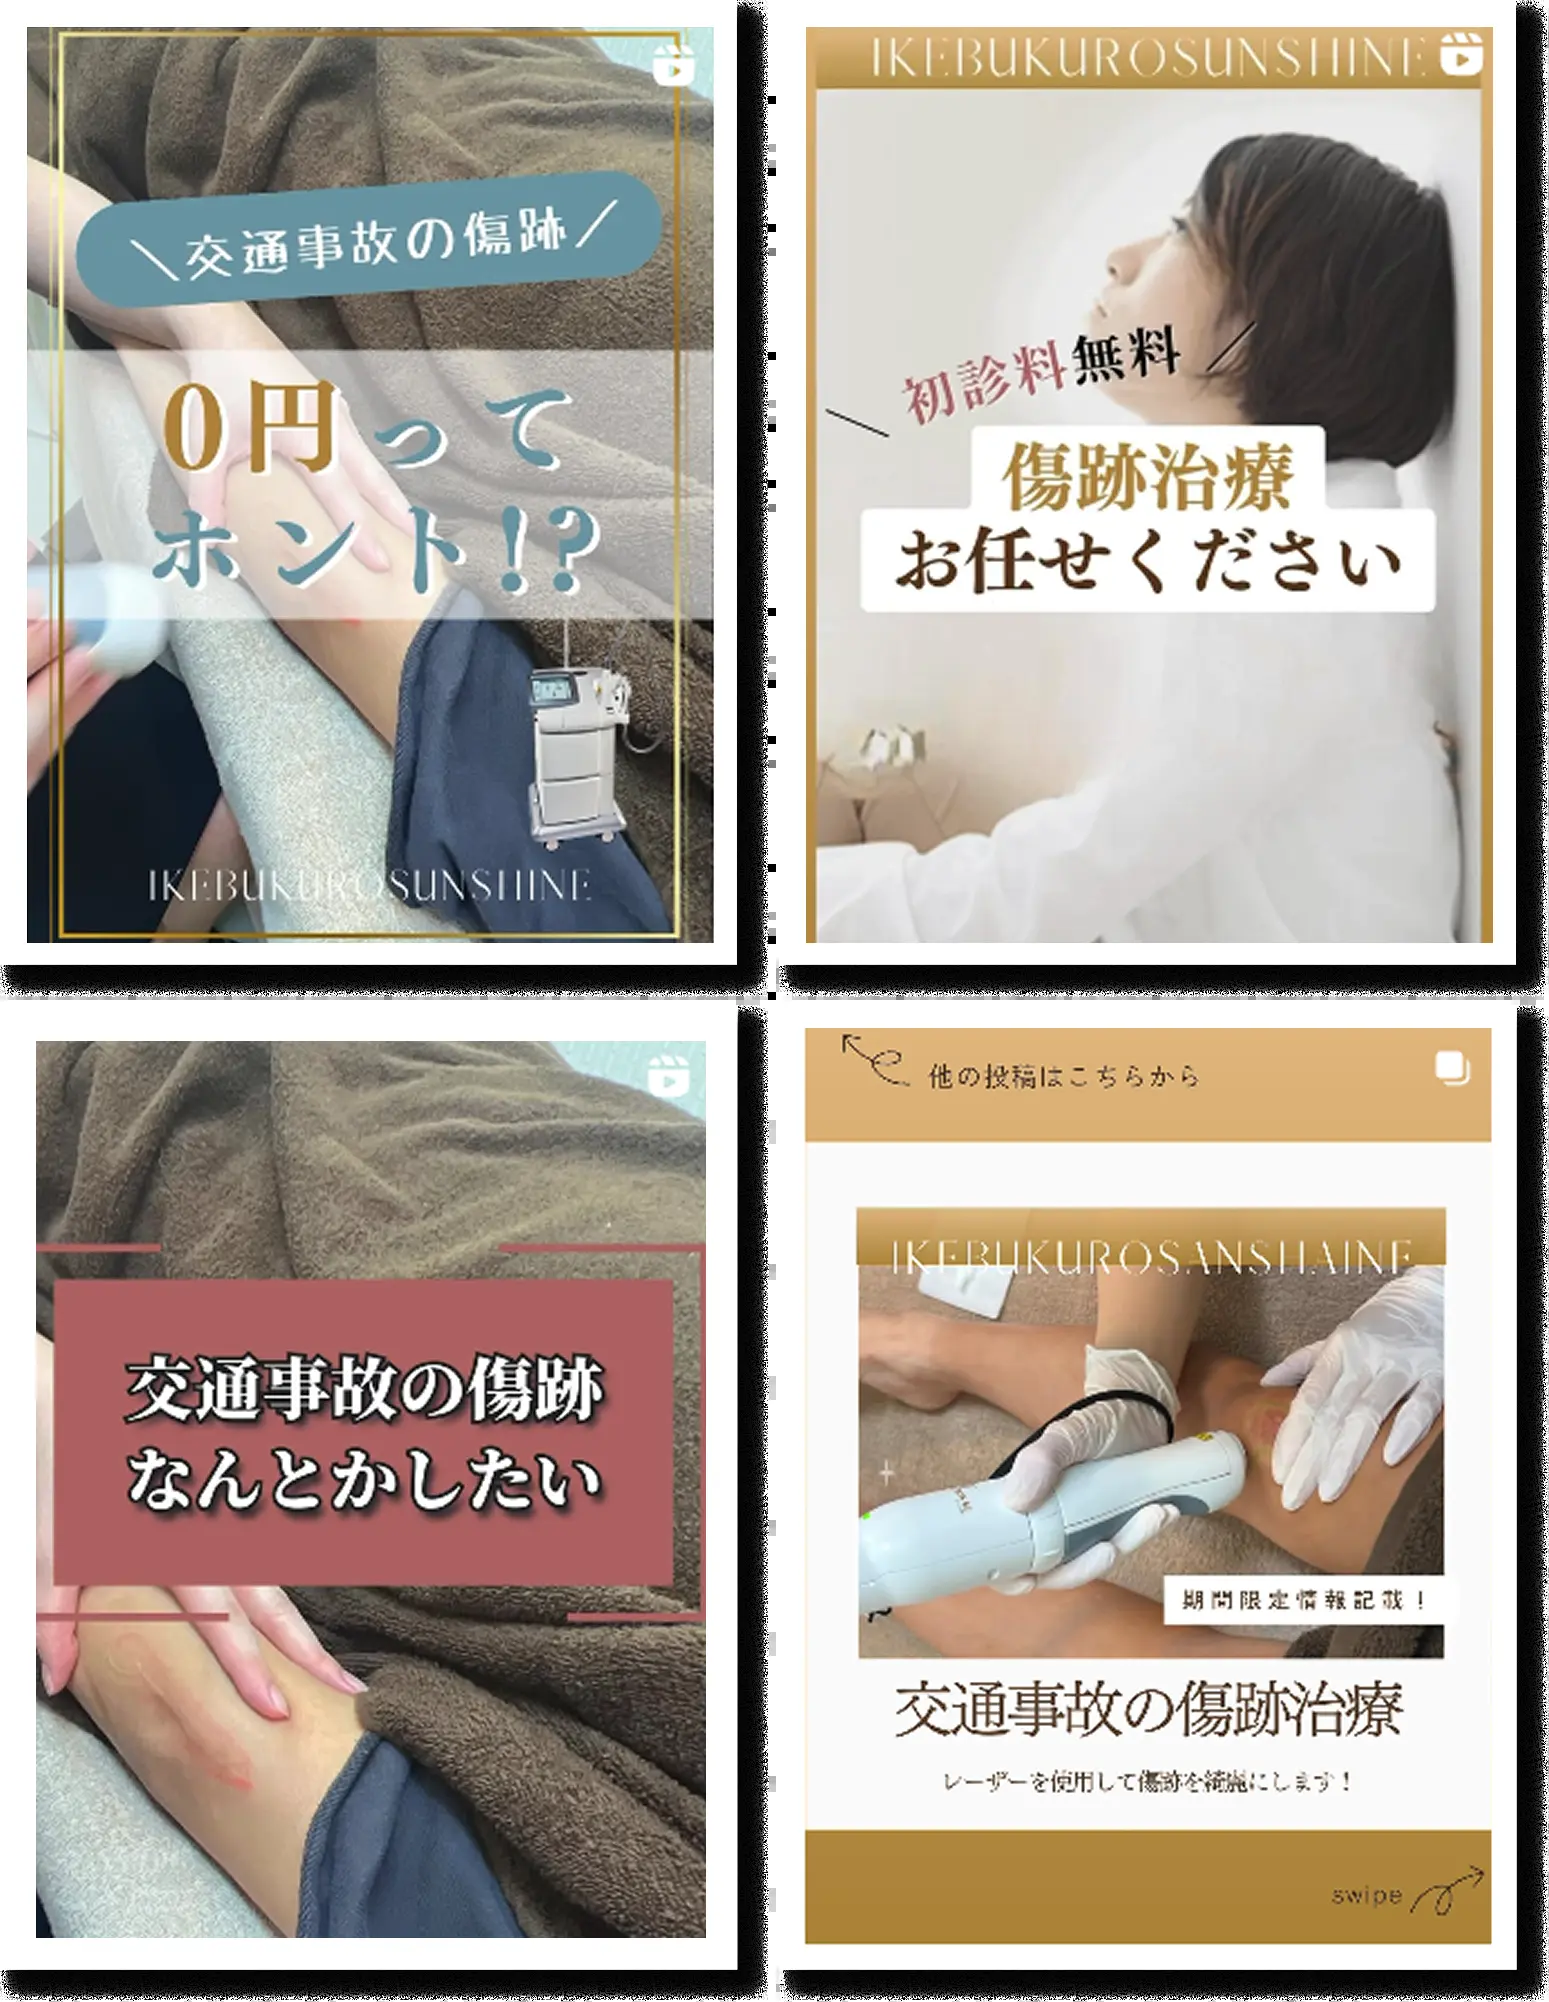 ＼交通事故の傷跡／
0円って
ホント!?
IKEBUKUROSUNSHINE
IKEBUKUROSUNSHINE
＼初診料無料／
傷跡治療
お任せください
交通事故の傷跡
なんとかしたい
他の投稿はこちらから
IKEBUKUROSANSHAINE
期間限定情報記載！
交通事故の傷跡治療
レーザーを使用して傷跡を綺麗にします！
swipe